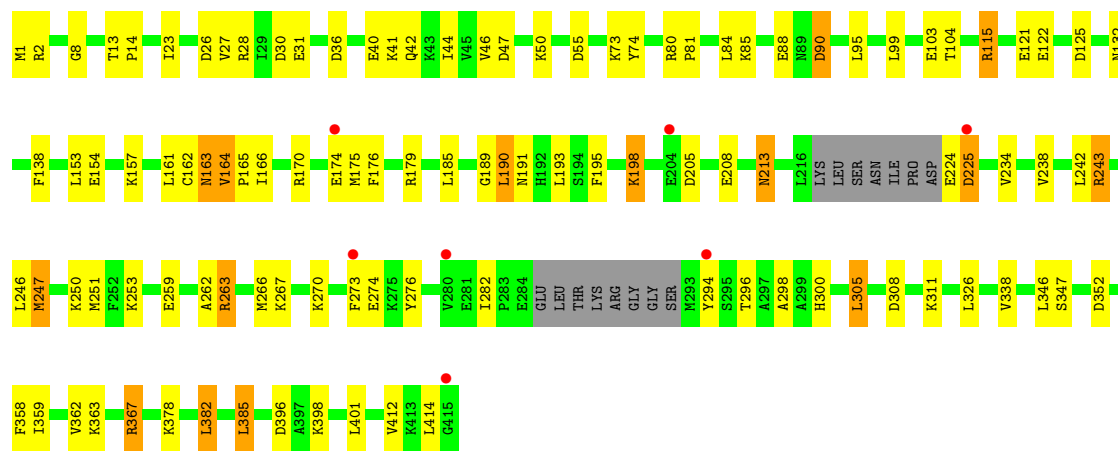 M1 R2 G8 T13 P14 I23 D26 V27 R28 I29 D30 E31 D36 E40 K41 Q42 K43 I44 V45 V46 D47 K50 D55 K73 Y74 R80 P81 L84 K85 E88 N89 D90 L95 L99 E103 T104 R115 E121 E122 D125 N132
F138 L153 E154 K157 L161 C162 N163 V164 P165 I166 R170 E174 M175 F176 R179 L185 G189 L190 N191 H192 L193 S194 F195 K198 E204 D205 E208 N213 L216 LYS LEU SER ASN ILE PRO ASP E224 D225 V234 V238 L242 R243
L246 M247 K250 M251 F252 K253 E259 A262 R263 M266 K267 K270 F273 E274 K275 Y276 V280 E281 I282 P283 E284 GLU LEU THR LYS ARG GLY GLY SER M293 Y294 S295 T296 A297 A298 A299 H300 L305 D308 K311 L326 V338 L346 S347 D352
F358 I359 V362 K363 R367 K378 L382 L385 D396 A397 K398 L401 V412 K413 L414 G415